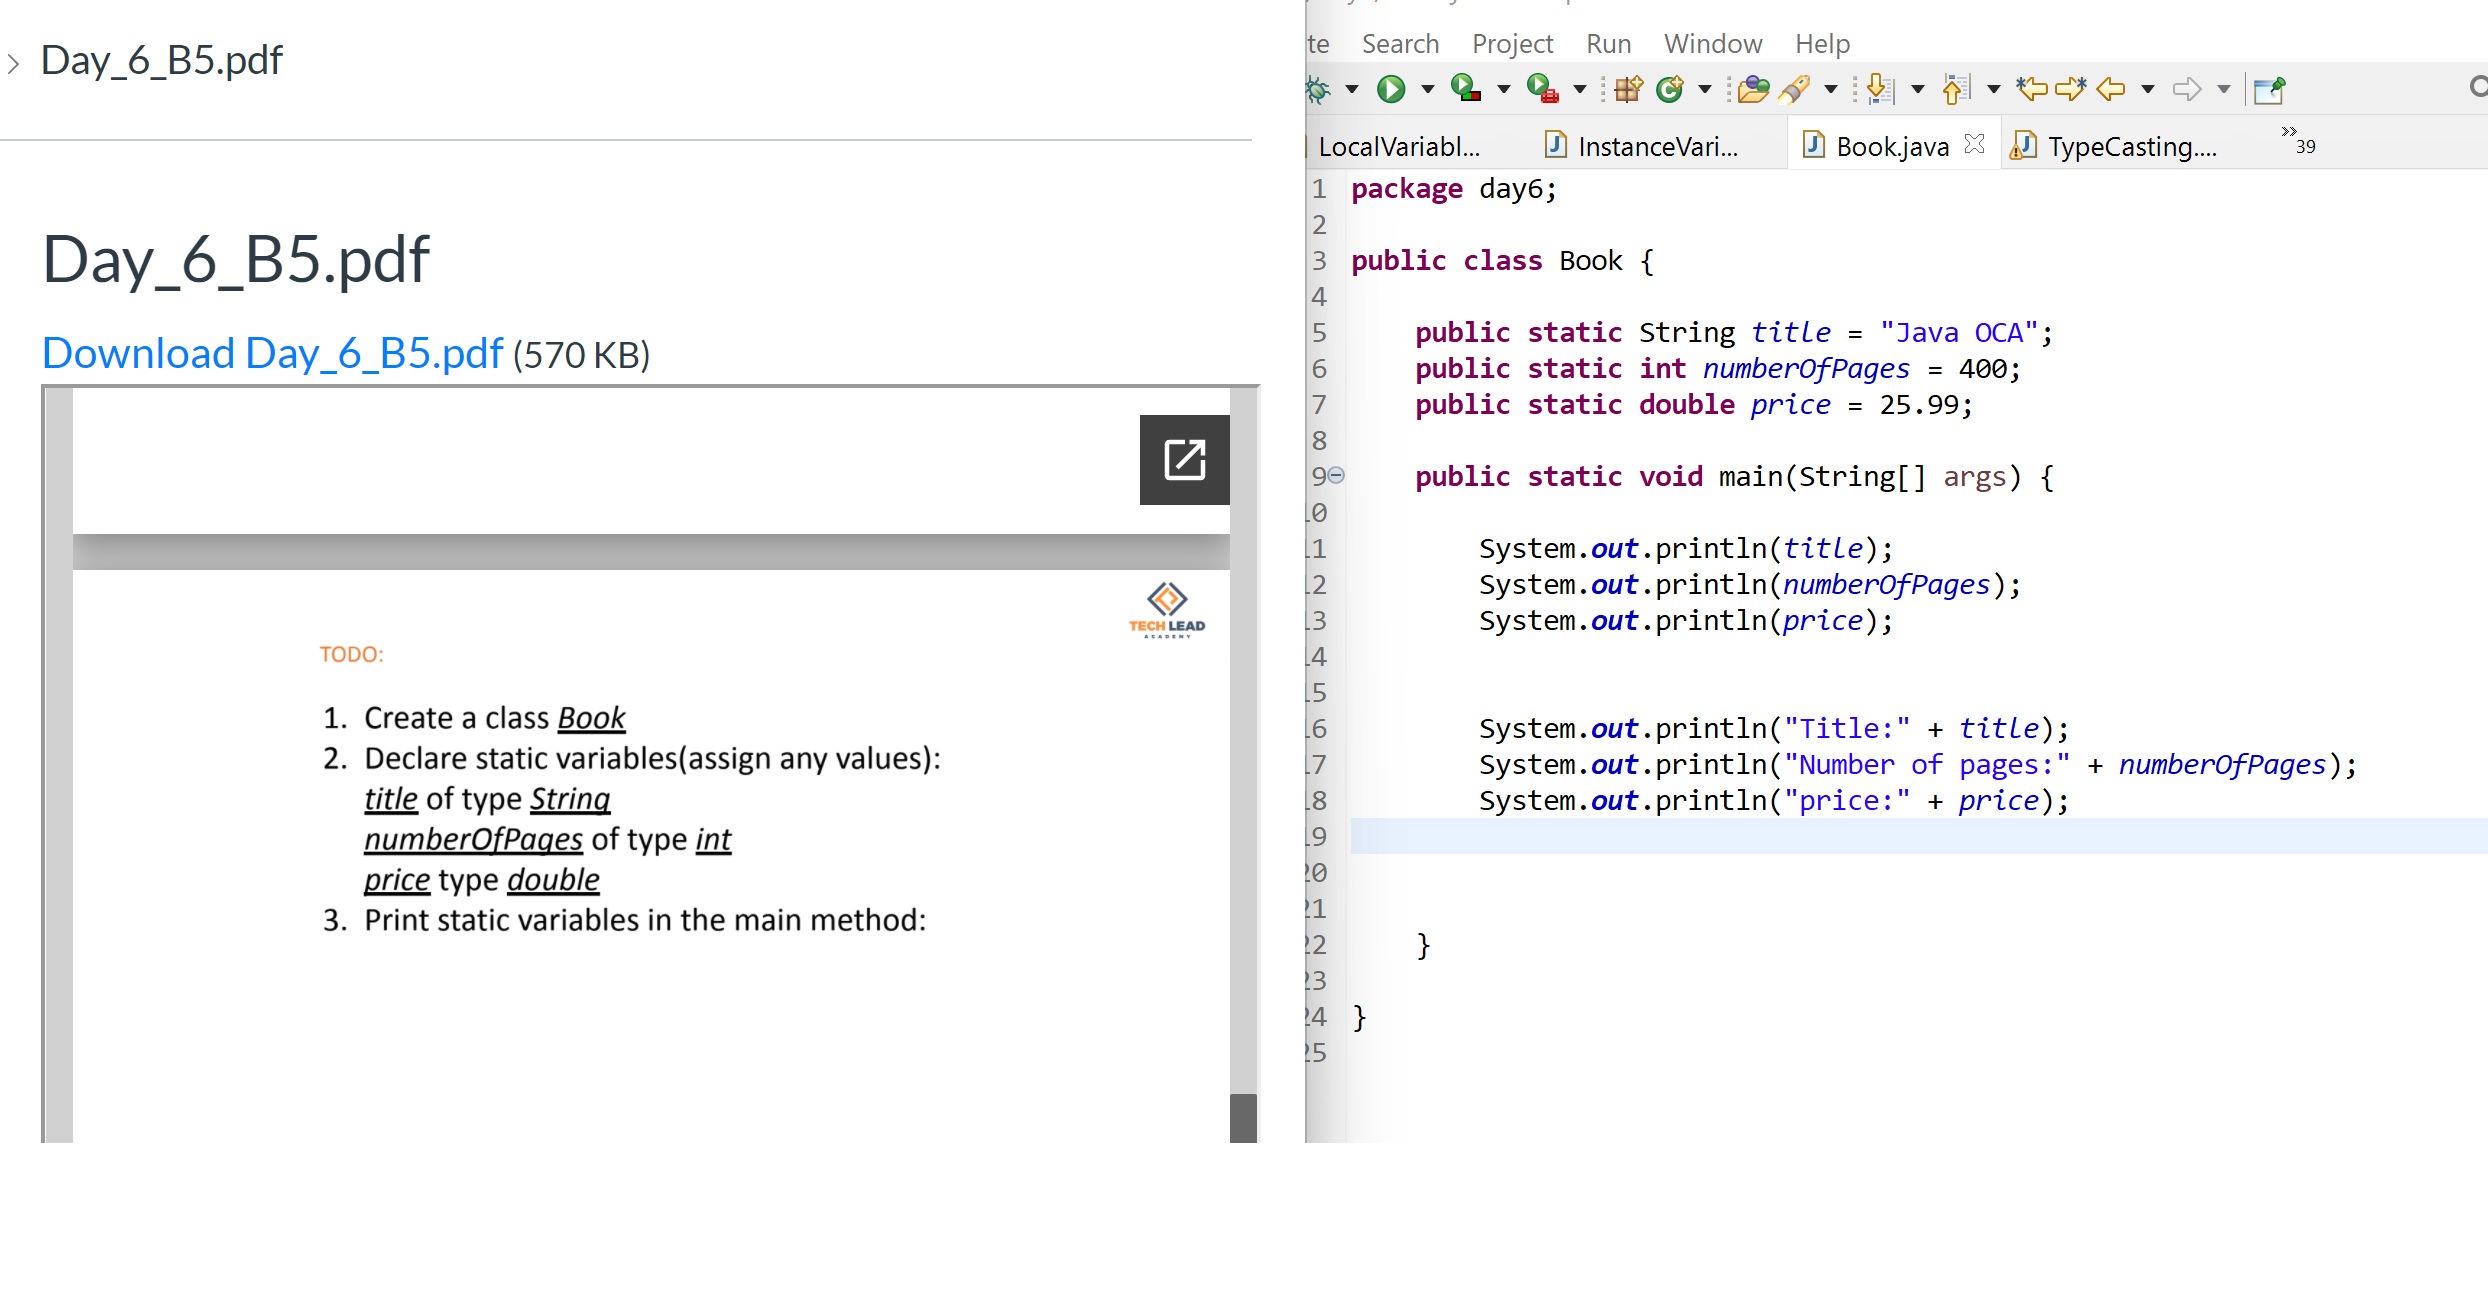 Day_6_B5.pdf
Day_6_B5.pdf
Download Day_6_B5.pdf (570 KB)
TECH LEAD
ACADEMY
TODO:
1. Create a class Book
2. Declare static variables(assign any values):
title of type String
numberOfPages of type int
price type double
3. Print static variables in the main method:
te Search Project Run Window Help
LocalVariabl... InstanceVari... Book.java TypeCasting.... 39
1 package day6;
2
3 public class Book {
4
5 public static String title = "Java OCA";
6 public static int numberOfPages = 400;
7 public static double price = 25.99;
8
9 public static void main(String[] args) {
10
11 System.out.println(title);
12 System.out.println(numberOfPages);
13 System.out.println(price);
14
15
16 System.out.println("Title:" + title);
17 System.out.println("Number of pages:" + numberOfPages);
18 System.out.println("price:" + price);
19
20
21
22 }
23
24 }
25